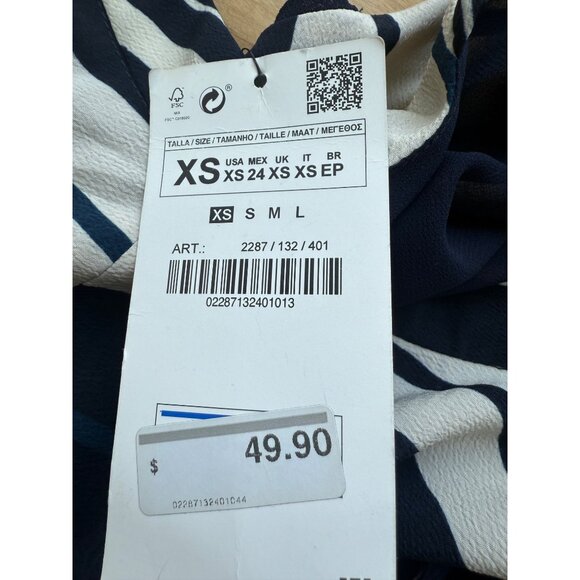 FSC
®
TALLA / SIZE / TAMANHO / TAILLE / MAAT / ΜΕΓΕΘΟΣ
XS USA MEX UK IT BR
XS 24 XS XS EP
XS S M L
ART.: 2287 / 132 / 401
02287132401013
$ 49.90
02287132401044